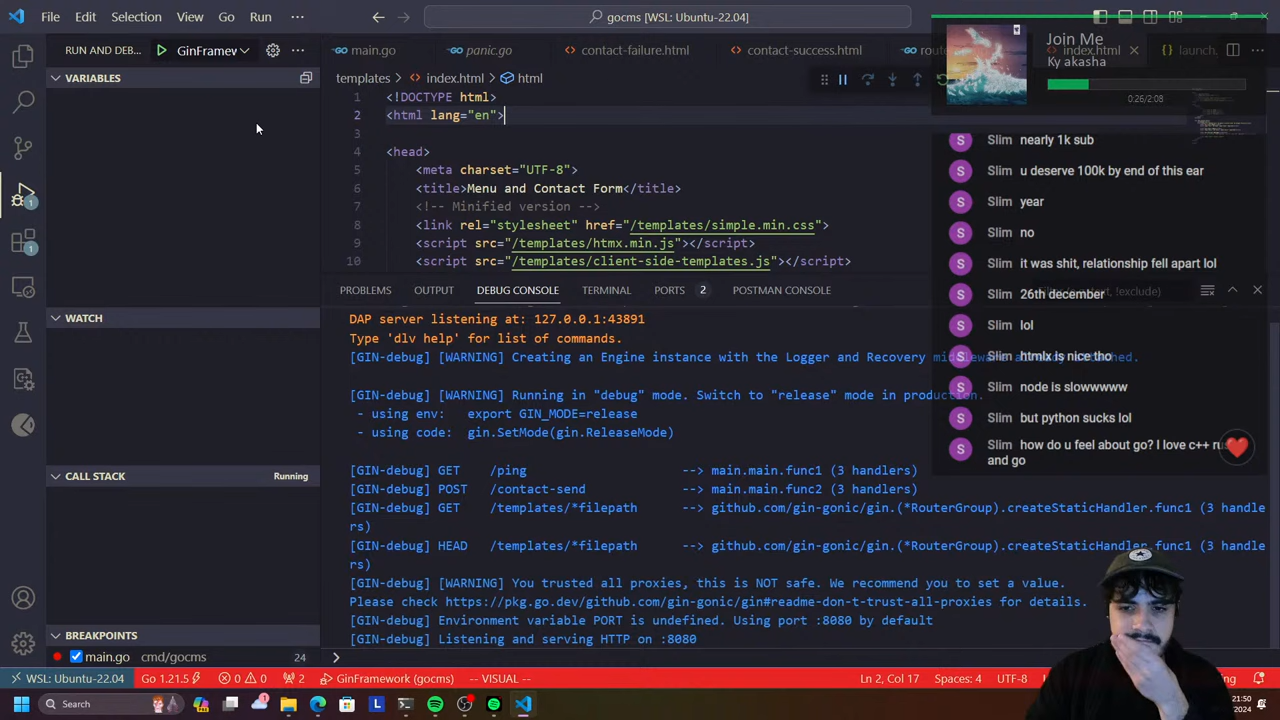 File Edit Selection View Go Run ···
gocms [WSL: Ubuntu-22.04]
RUN AND DEB... GinFramew
main.go panic.go contact-failure.html contact-success.html index.html launch.
VARIABLES
templates > index.html > html
1 <!DOCTYPE html>
2 <html lang="en">
3
4 <head>
5 <meta charset="UTF-8">
6 <title>Menu and Contact Form</title>
7 <!-- Minified version -->
8 <link rel="stylesheet" href="/templates/simple.min.css">
9 <script src="/templates/htmx.min.js"></script>
10 <script src="/templates/client-side-templates.js"></script>
Join Me
Ky akasha
0:26/2:08
S Slim nearly 1k sub
S Slim u deserve 100k by end of this ear
S Slim year
S Slim no
S Slim it was shit, relationship fell apart lol
S Slim 26th december
S Slim lol
S Slim htmlx is nice tho
S Slim node is slowwwww
S Slim but python sucks lol
S Slim how do u feel about go? I love c++
and go
PROBLEMS OUTPUT DEBUG CONSOLE TERMINAL PORTS 2 POSTMAN CONSOLE
!exclude)
DAP server listening at: 127.0.0.1:43891
Type 'dlv help' for list of commands.
[GIN-debug] [WARNING] Creating an Engine instance with the Logger and Recovery middleware already attached.
[GIN-debug] [WARNING] Running in "debug" mode. Switch to "release" mode in production.
- using env: export GIN_MODE=release
- using code: gin.SetMode(gin.ReleaseMode)
[GIN-debug] GET /ping --> main.main.func1 (3 handlers)
[GIN-debug] POST /contact-send --> main.main.func2 (3 handlers)
[GIN-debug] GET /templates/*filepath --> github.com/gin-gonic/gin.(*RouterGroup).createStaticHandler.func1 (3 handle
rs)
[GIN-debug] HEAD /templates/*filepath --> github.com/gin-gonic/gin.(*RouterGroup).createStaticHandler.func1 (3 handle
rs)
[GIN-debug] [WARNING] You trusted all proxies, this is NOT safe. We recommend you to set a value.
Please check https://pkg.go.dev/github.com/gin-gonic/gin#readme-don-t-trust-all-proxies for details.
[GIN-debug] Environment variable PORT is undefined. Using port :8080 by default
[GIN-debug] Listening and serving HTTP on :8080
WATCH
CALL STACK Running
BREAKPOINTS
main.go cmd/gocms 24
WSL: Ubuntu-22.04 Go 1.21.5 0 0 2 GinFramework (gocms) -- VISUAL -- Ln 2, Col 17 Spaces: 4 UTF-8
Search
21:50
2024